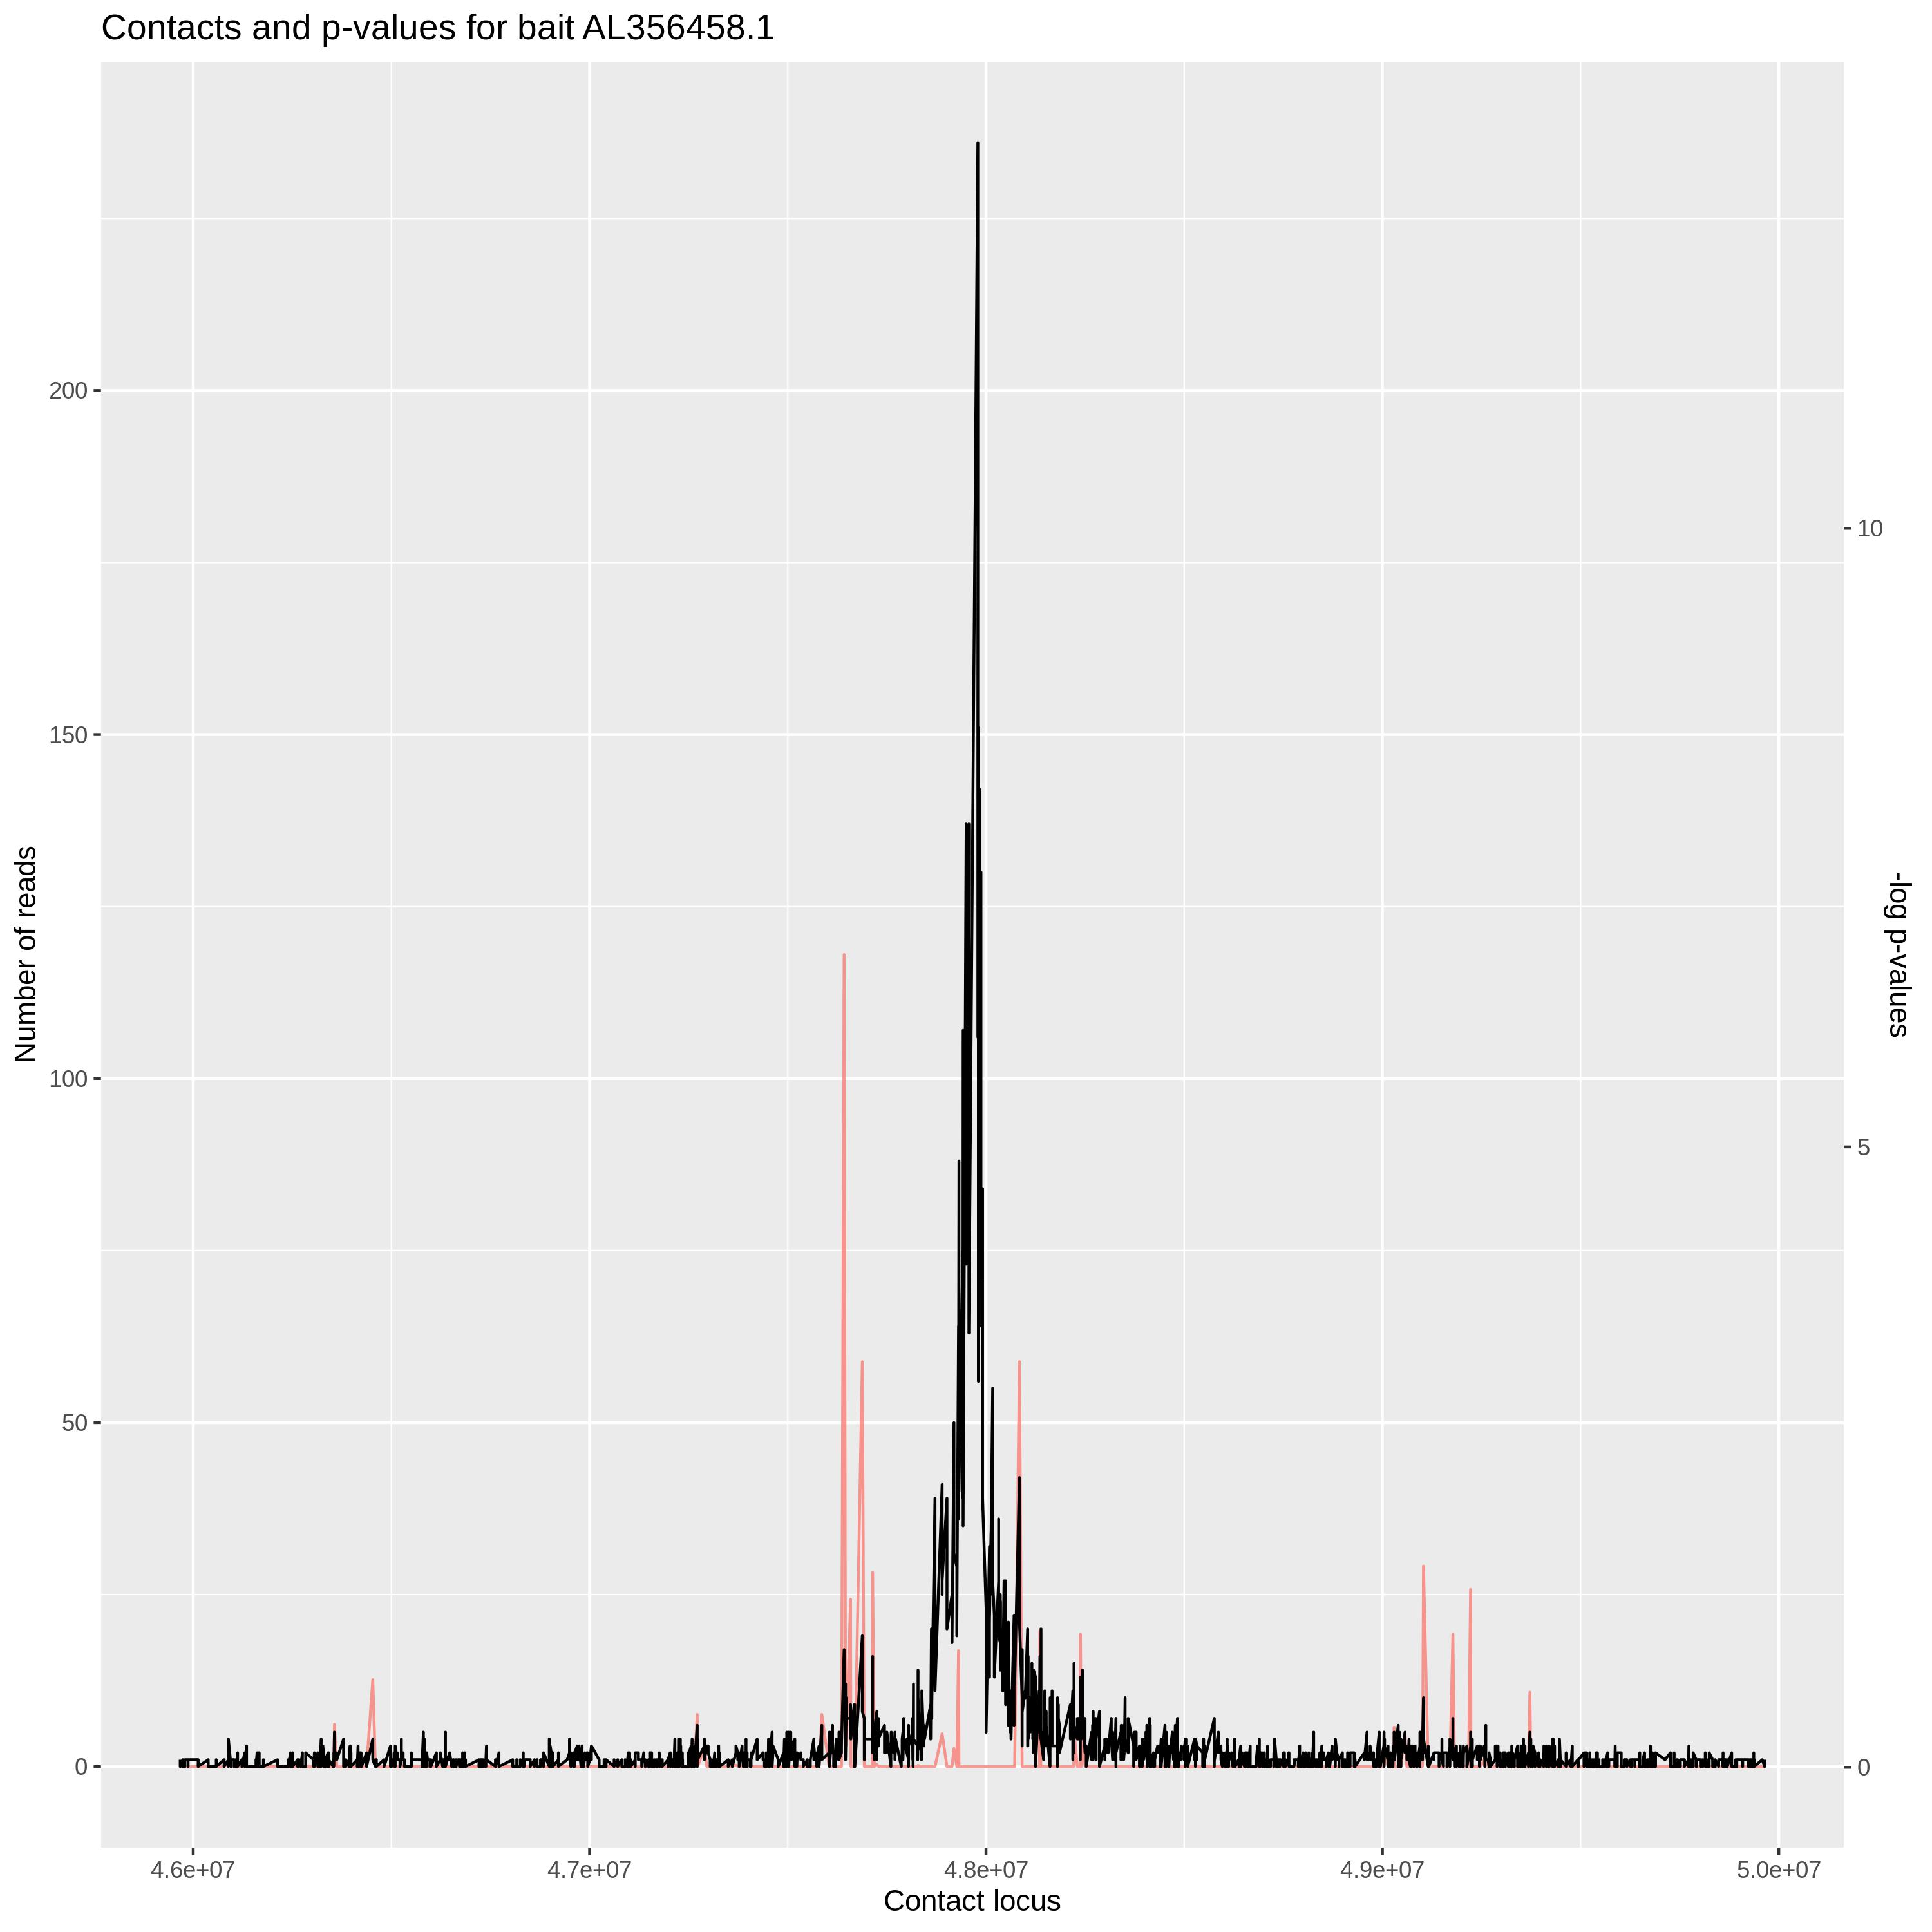 Contacts and p-values for bait AL356458.1
200
150
100
50
0
Number of reads
10
5
0
-log p-values
4.6e+07
4.7e+07
4.8e+07
4.9e+07
5.0e+07
Contact locus